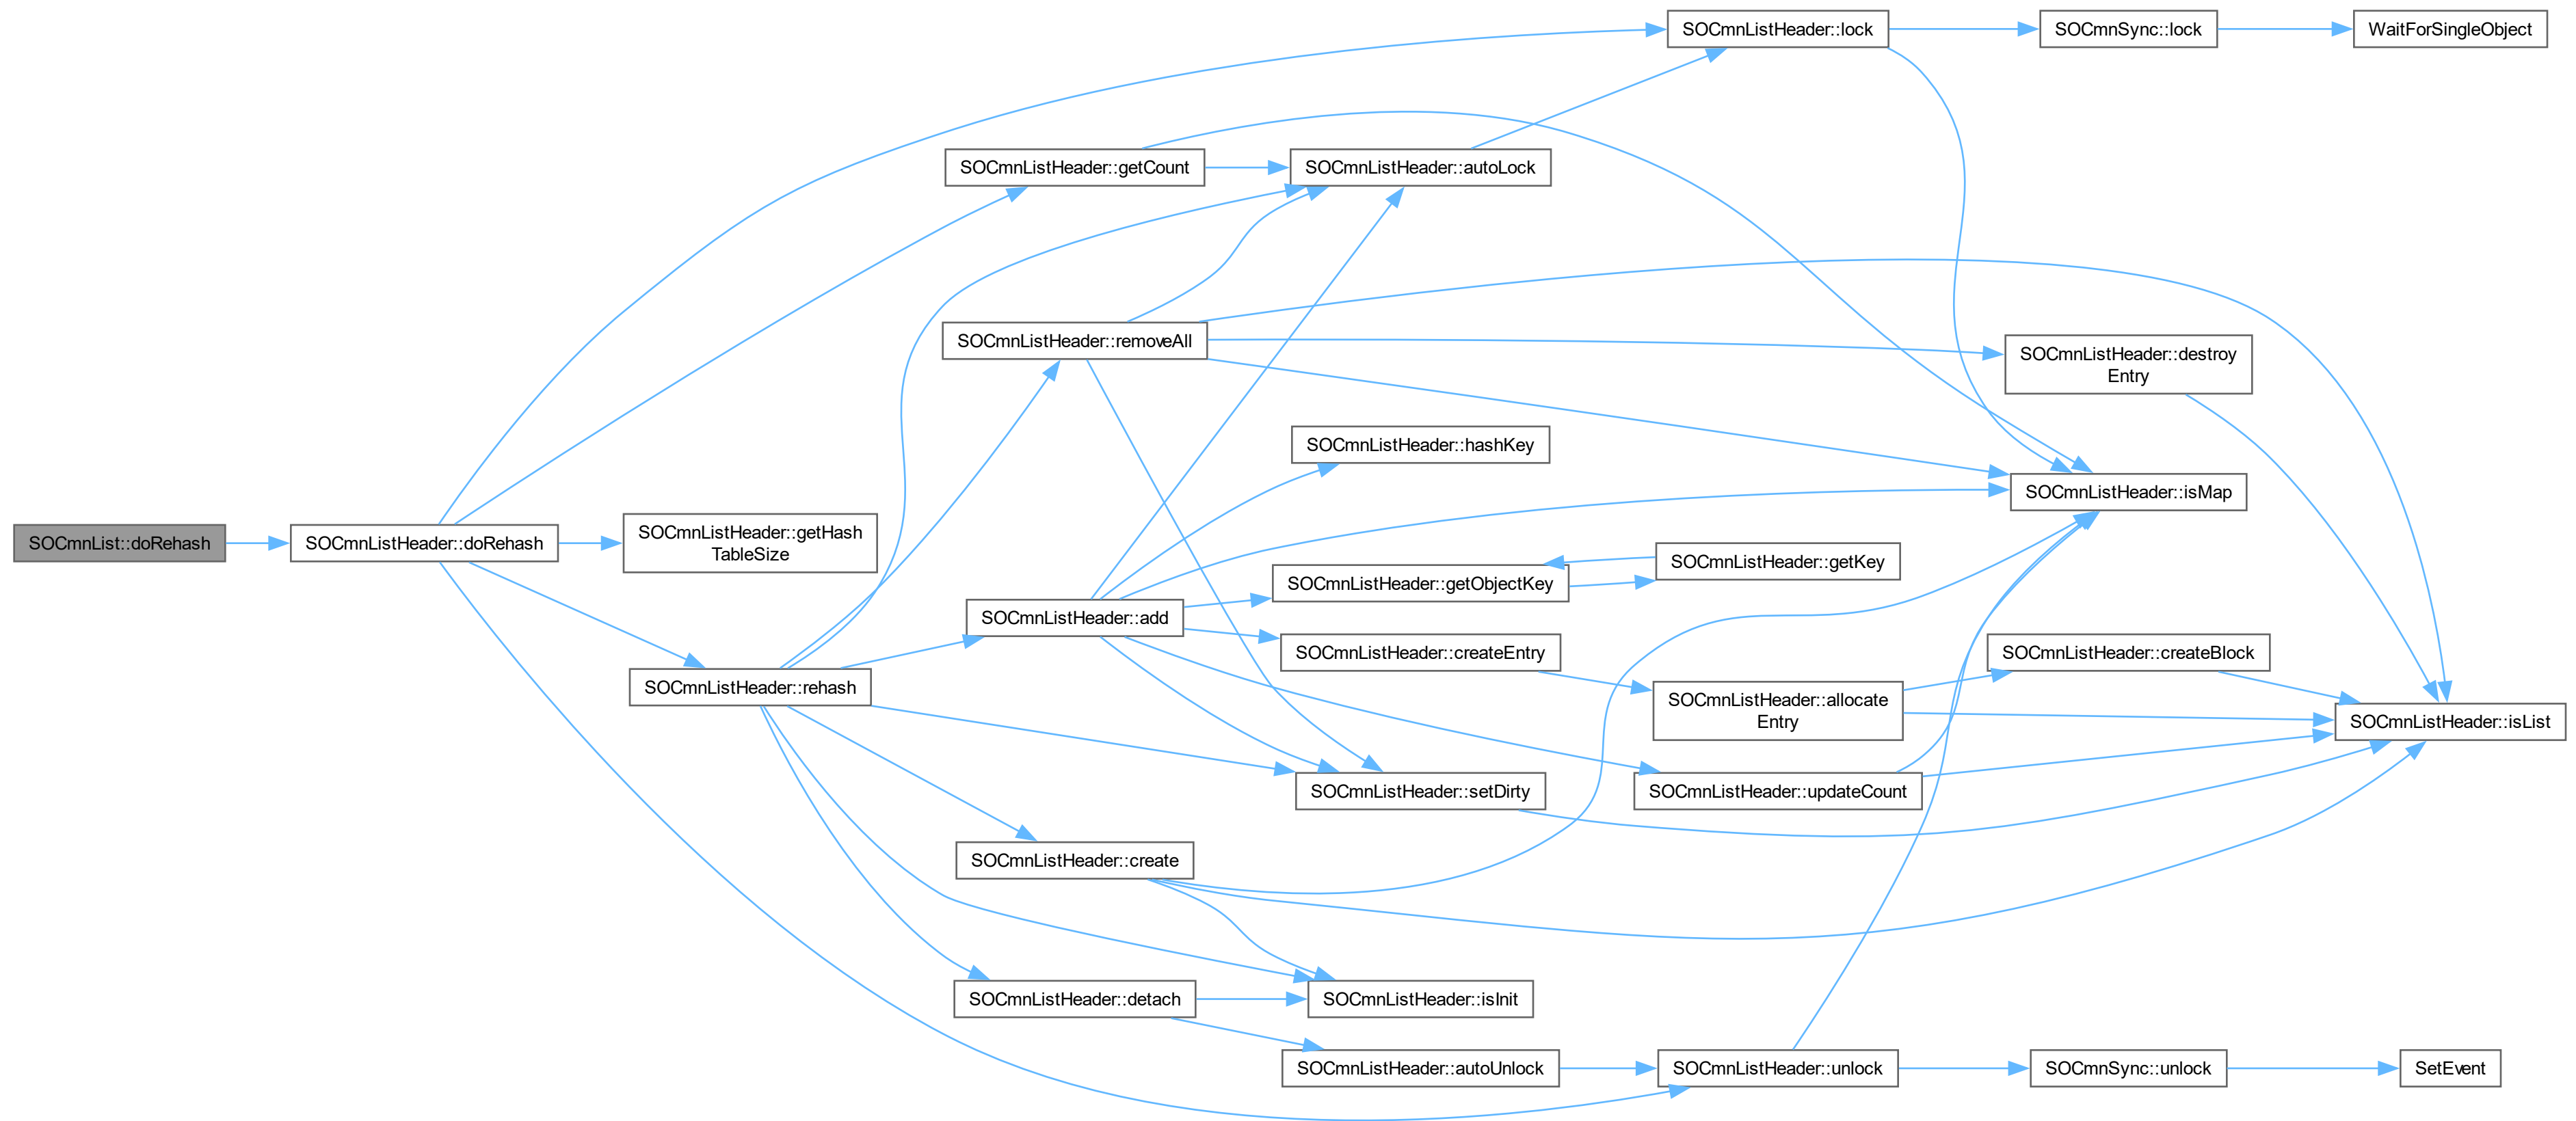 SOCmnListHeader::lock
SOCmnSync::lock
WaitForSingleObject
SOCmnListHeader::getCount
SOCmnListHeader::autoLock
SOCmnListHeader::removeAll
SOCmnListHeader::destroy
Entry
SOCmnListHeader::hashKey
SOCmnListHeader::isMap
SOCmnList::doRehash
SOCmnListHeader::doRehash
SOCmnListHeader::getHash
TableSize
SOCmnListHeader::getKey
SOCmnListHeader::getObjectKey
SOCmnListHeader::add
SOCmnListHeader::createEntry
SOCmnListHeader::createBlock
SOCmnListHeader::rehash
SOCmnListHeader::allocate
Entry
SOCmnListHeader::isList
SOCmnListHeader::setDirty
SOCmnListHeader::updateCount
SOCmnListHeader::create
SOCmnListHeader::detach
SOCmnListHeader::isInit
SOCmnListHeader::autoUnlock
SOCmnListHeader::unlock
SOCmnSync::unlock
SetEvent